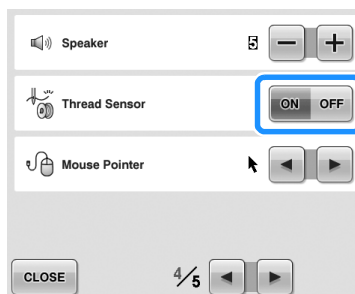 Speaker 5 − +
Thread Sensor ON OFF
Mouse Pointer
CLOSE 4/5